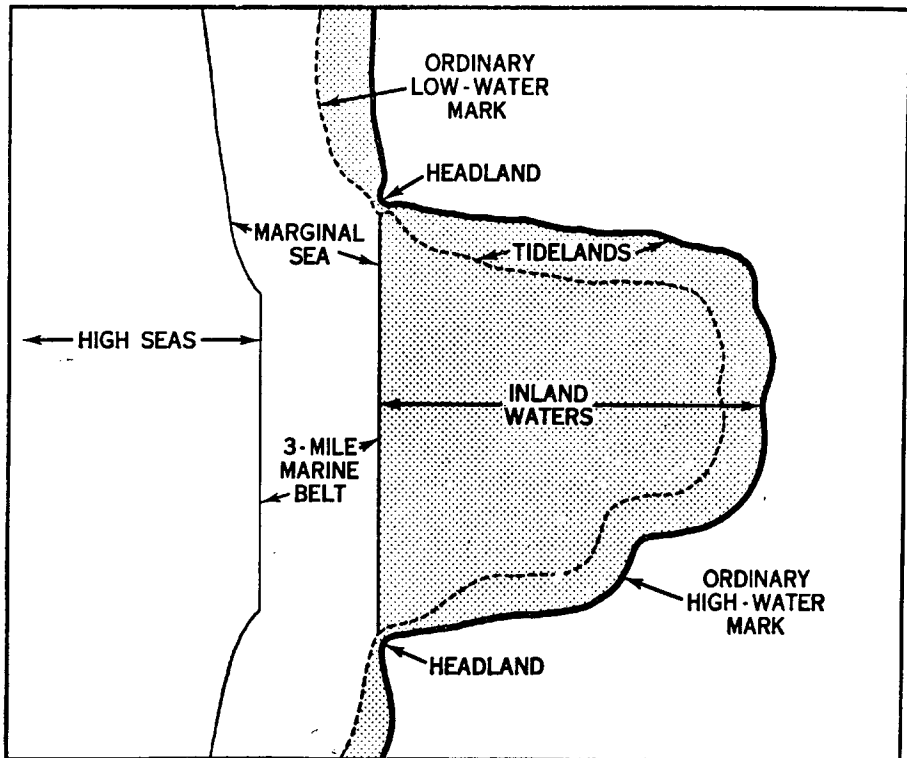 ORDINARY
LOW-WATER
MARK
HEADLAND
MARGINAL
SEA
TIDELANDS
HIGH SEAS
INLAND
WATERS
3-MILE
MARINE
BELT
ORDINARY
HIGH-WATER
MARK
HEADLAND